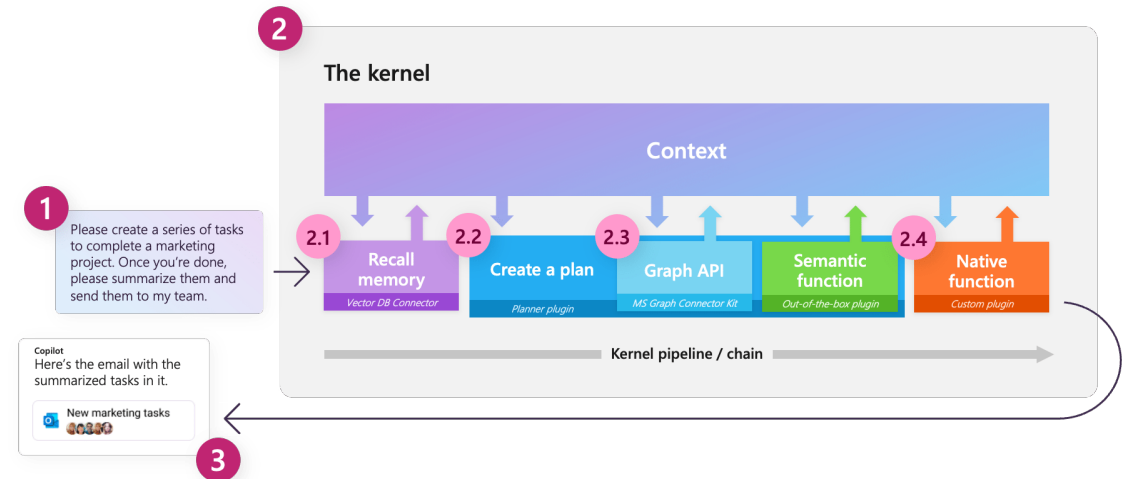 2
The kernel
Context
1
Please create a series of tasks
to complete a marketing
project. Once you’re done,
please summarize them and
send them to my team.
2.1
Recall
memory
Vector DB Connector
2.2
Create a plan
Planner plugin
2.3
Graph API
MS Graph Connector Kit
Semantic
function
Out-of-the-box plugin
2.4
Native
function
Custom plugin
Kernel pipeline / chain
Copilot
Here’s the email with the
summarized tasks in it.
New marketing tasks
3